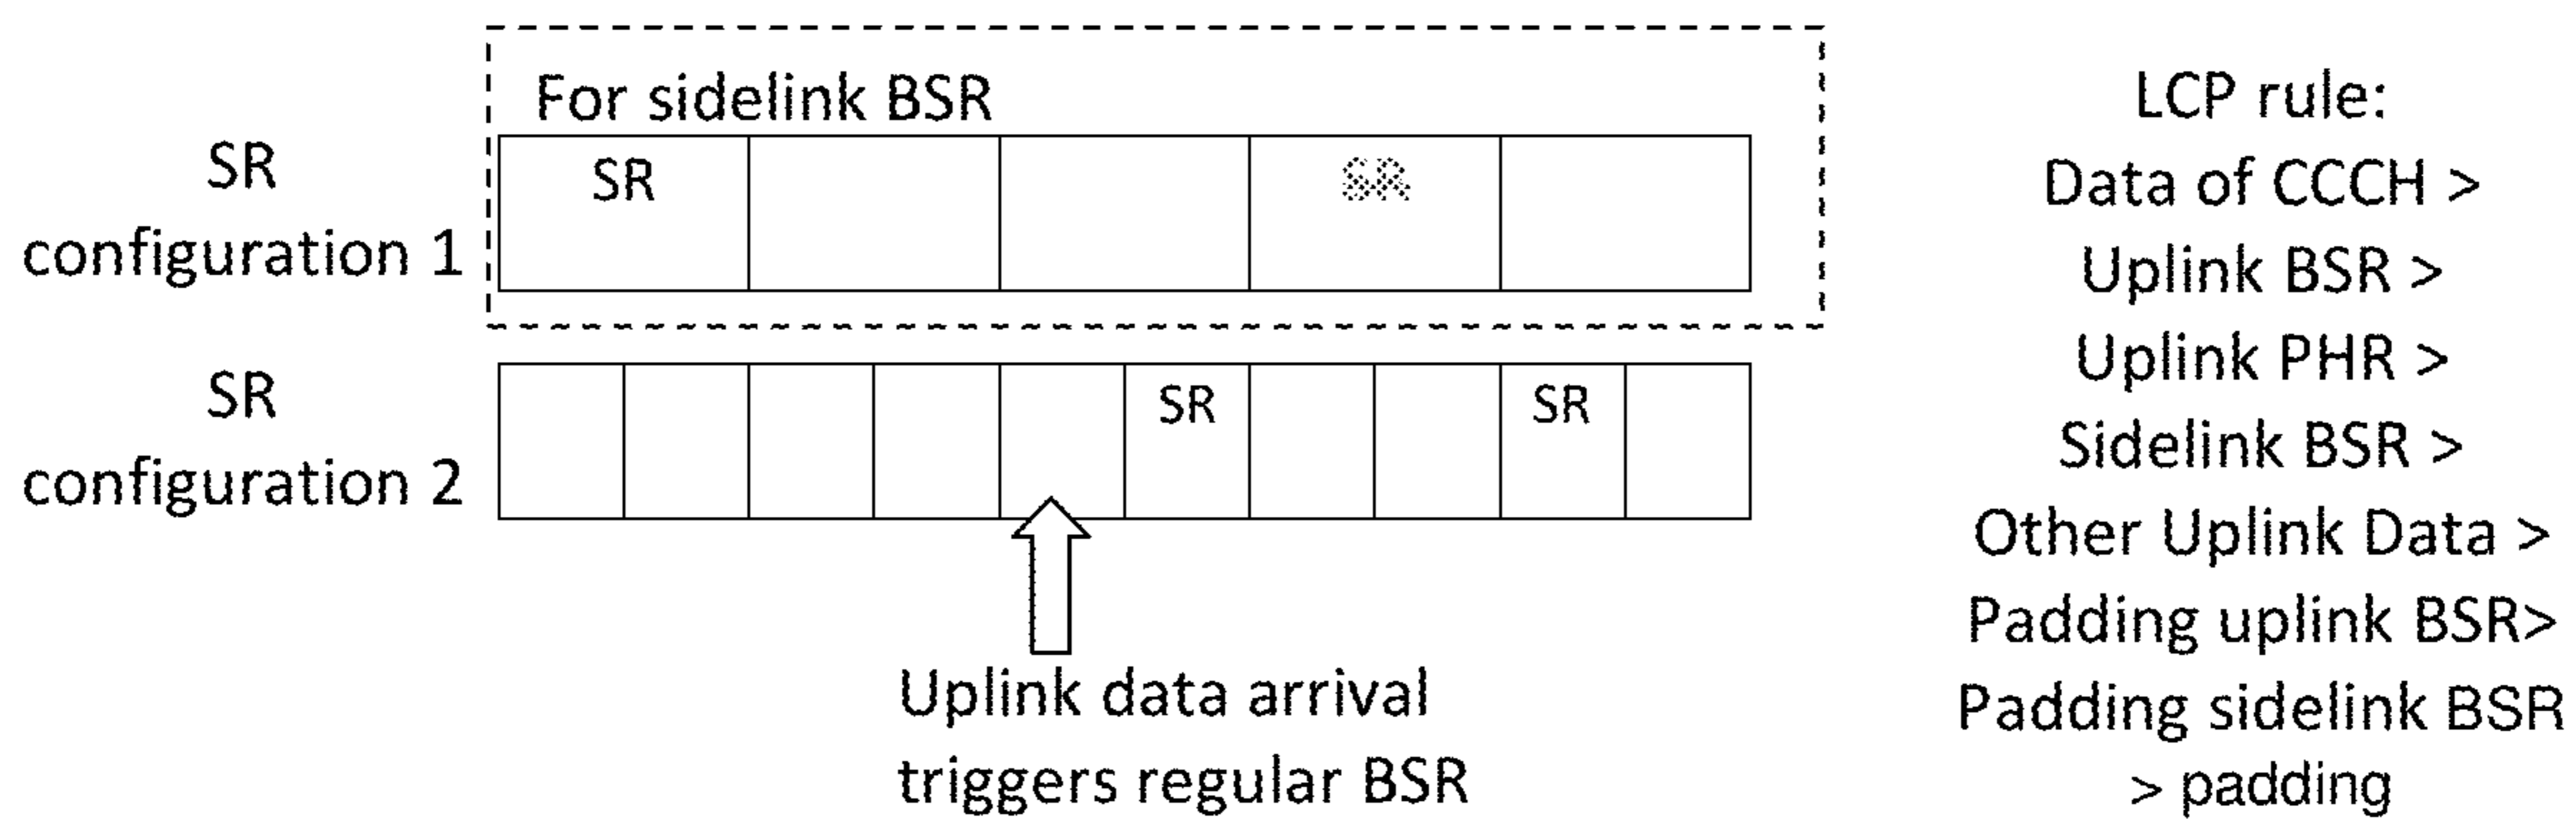 For sidelink BSR
SR
configuration 1
SR
SR
SR
configuration 2
SR
SR
Uplink data arrival
triggers regular BSR
LCP rule:
Data of CCCH >
Uplink BSR >
Uplink PHR >
Sidelink BSR >
Other Uplink Data >
Padding uplink BSR>
Padding sidelink BSR
> padding